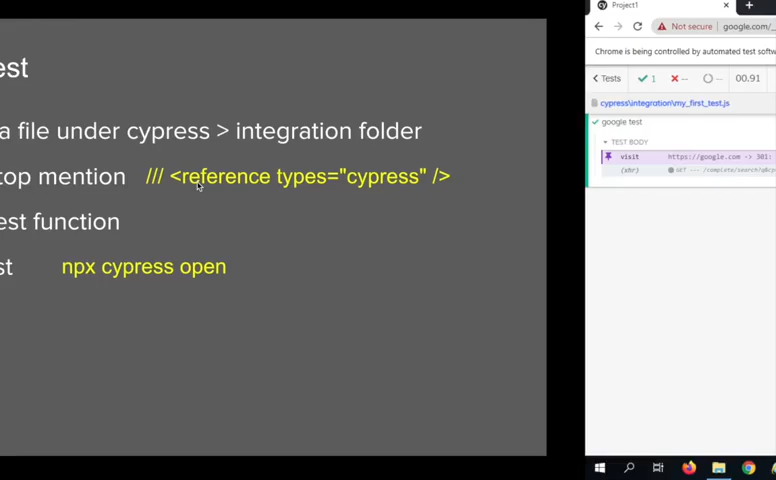 est
a file under cypress > integration folder
top mention /// <reference types="cypress" />
est function
st npx cypress open
Project1
Not secure google.com/_
Chrome is being controlled by automated test softw
Tests 1 -- -- 00.91
cypress\integration\my_first_test.js
google test
TEST BODY
visit https://google.com -> 301:
(xhr) GET --- /complete/search?q&cp